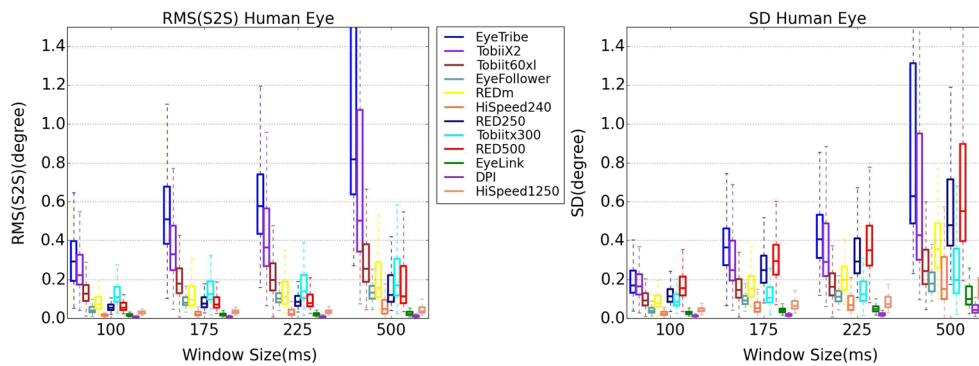 RMS(S2S) Human Eye
RMS(S2S)(degree)
1.4
1.2
1.0
0.8
0.6
0.4
0.2
0.0
100
175
225
500
Window Size(ms)
EyeTribe
TobiiX2
Tobiit60xl
EyeFollower
REDm
HiSpeed240
RED250
Tobiitx300
RED500
EyeLink
DPI
HiSpeed1250
SD Human Eye
SD(degree)
1.4
1.2
1.0
0.8
0.6
0.4
0.2
0.0
100
175
225
500
Window Size(ms)